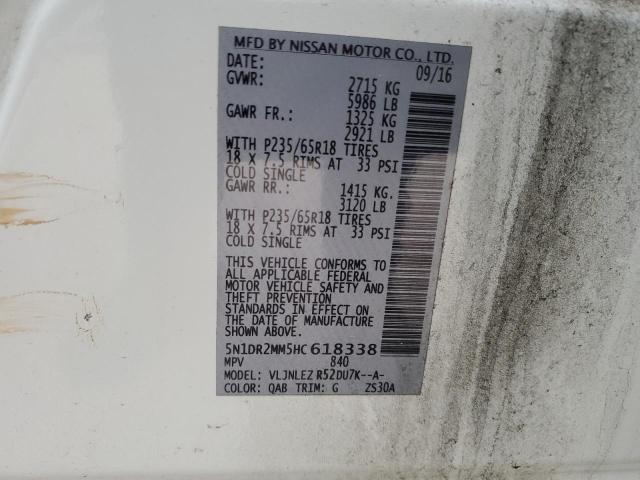 MFD BY NISSAN MOTOR CO., LTD.
DATE: 09/16
GVWR: 2715 KG
5986 LB
GAWR FR.: 1325 KG
2921 LB
WITH P235/65R18 TIRES
18 X 7.5 RIMS AT 33 PSI
COLD SINGLE
GAWR RR.: 1415 KG.
3120 LB
WITH P235/65R18 TIRES
18 X 7.5 RIMS AT 33 PSI
COLD SINGLE
THIS VEHICLE CONFORMS TO
ALL APPLICABLE FEDERAL
MOTOR VEHICLE SAFETY AND
THEFT PREVENTION
STANDARDS IN EFFECT ON
THE DATE OF MANUFACTURE
SHOWN ABOVE.
5N1DR2MM5HC618338
MPV 840
MODEL: VLJNLEZ R52DU7K--A-
COLOR: QAB TRIM: G ZS30A